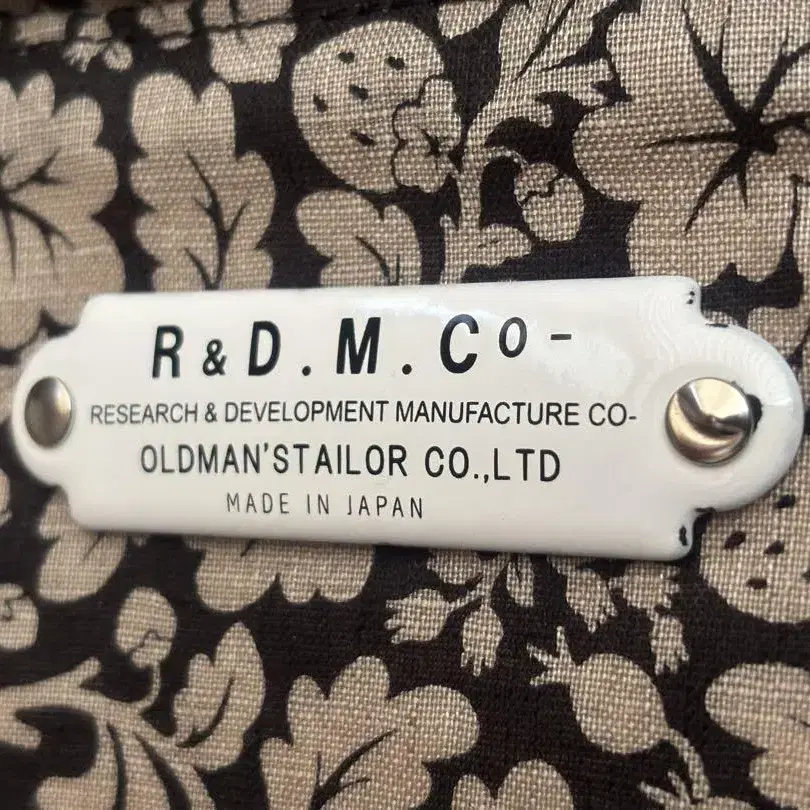 R & D . M . Co-
RESEARCH & DEVELOPMENT MANUFACTURE CO-
OLDMAN'STAILOR CO.,LTD
MADE IN JAPAN